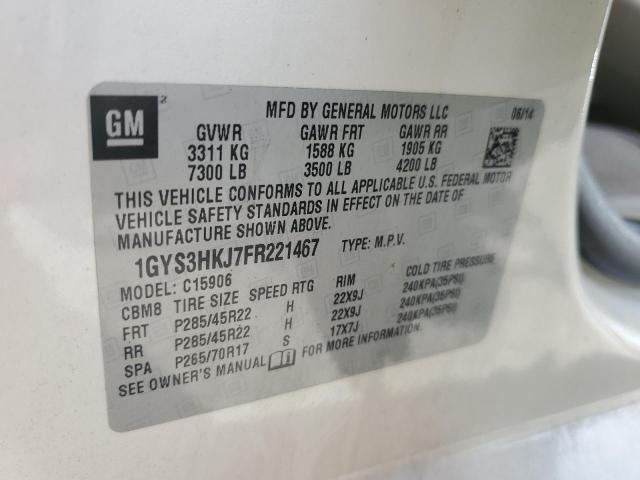 GM 2
MFD BY GENERAL MOTORS LLC 06/14
GVWR GAWR FRT GAWR RR
3311 KG 1588 KG 1905 KG
7300 LB 3500 LB 4200 LB
THIS VEHICLE CONFORMS TO ALL APPLICABLE U.S. FEDERAL MOTOR
VEHICLE SAFETY STANDARDS IN EFFECT ON THE DATE OF
MANUFACTURE SHOWN ABOVE.
1GYS3HKJ7FR221467 TYPE: M.P.V.
MODEL: C15906
CBM8 TIRE SIZE SPEED RTG RIM COLD TIRE PRESSURE
FRT P285/45R22 H 22X9J 240KPA(35PSI)
RR P285/45R22 H 22X9J 240KPA(35PSI)
SPA P265/70R17 S 17X7J 240KPA(35PSI)
SEE OWNER'S MANUAL FOR MORE INFORMATION.